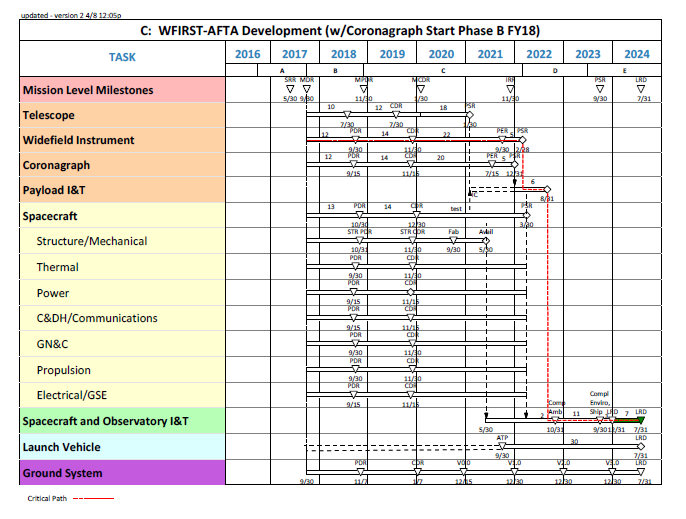 updated - version 2 4/8 12:05p
C: WFIRST-AFTA Development (w/Coronagraph Start Phase B FY18)
TASK 2016 2017 2018 2019 2020 2021 2022 2023 2024
A B C D E
Mission Level Milestones SRR MDR MPDR MCDR IRR PSR LRD
5/30 9/30 11/30 1/30 11/30 9/30 7/31
10 12 CDR 18 PSR
Telescope
7/30 7/30 1/30
Widefield Instrument 12 PDR 14 CDR 22 PER 5 PSR
9/30 11/30 9/30 2/28
Coronagraph 12 PDR 14 CDR 20 PER 5 PSR
9/15 11/30 7/15 12/31
Payload I&T 6
8/31
Spacecraft 13 PDR 14 CDR test PSR
10/30 12/30 3/30
Structure/Mechanical STR PDR STR CDR Fab Avail
10/31 11/30 9/30 5/30
Thermal PDR CDR
9/30 11/30
Power PDR CDR
9/15 11/15
C&DH/Communications PDR CDR
9/15 11/15
GN&C PDR CDR
9/30 11/30
Propulsion PDR CDR
9/30 11/30
Electrical/GSE PDR CDR
9/15 11/15
Compl
Comp Enviro,
Spacecraft and Observatory I&T 2 Amb 11 Ship LRD 7 LRD
5/30 10/31 9/30 12/31 7/31
Launch Vehicle ATP 30 LRD
9/30 7/31
Ground System PDR CDR V0.0 V1.0 V2.0 V3.0 LRD
9/30 11/7 1/7 12/15 12/30 12/30 12/30 7/31
Critical Path